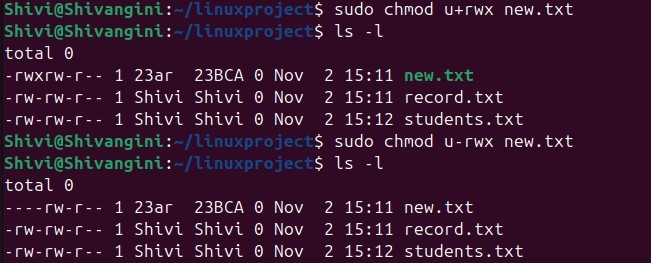 Shivi@Shivangini:~/linuxproject$ sudo chmod u+rwx new.txt
Shivi@Shivangini:~/linuxproject$ ls -l
total 0
-rwxrw-r-- 1 23ar  23BCA 0 Nov  2 15:11 new.txt
-rw-rw-r-- 1 Shivi Shivi 0 Nov  2 15:11 record.txt
-rw-rw-r-- 1 Shivi Shivi 0 Nov  2 15:12 students.txt
Shivi@Shivangini:~/linuxproject$ sudo chmod u-rwx new.txt
Shivi@Shivangini:~/linuxproject$ ls -l
total 0
----rw-r-- 1 23ar  23BCA 0 Nov  2 15:11 new.txt
-rw-rw-r-- 1 Shivi Shivi 0 Nov  2 15:11 record.txt
-rw-rw-r-- 1 Shivi Shivi 0 Nov  2 15:12 students.txt